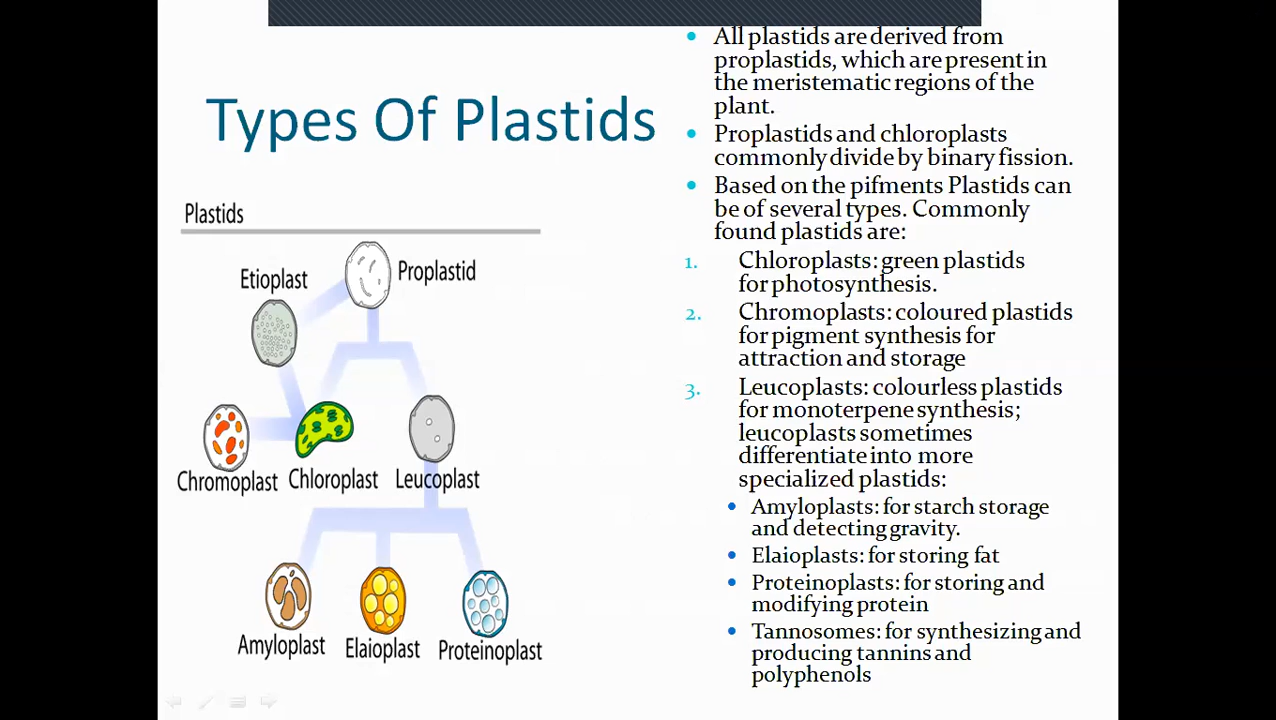 Types Of Plastids
Plastids
Etioplast
Proplastid
Chromoplast
Chloroplast
Leucoplast
Amyloplast
Elaioplast
Proteinoplast
• All plastids are derived from
proplastids, which are present in
the meristematic regions of the
plant.
• Proplastids and chloroplasts
commonly divide by binary fission.
• Based on the pifments Plastids can
be of several types. Commonly
found plastids are:
1. Chloroplasts: green plastids
for photosynthesis.
2. Chromoplasts: coloured plastids
for pigment synthesis for
attraction and storage
3. Leucoplasts: colourless plastids
for monoterpene synthesis;
leucoplasts sometimes
differentiate into more
specialized plastids:
• Amyloplasts: for starch storage
and detecting gravity.
• Elaioplasts: for storing fat
• Proteinoplasts: for storing and
modifying protein
• Tannosomes: for synthesizing and
producing tannins and
polyphenols